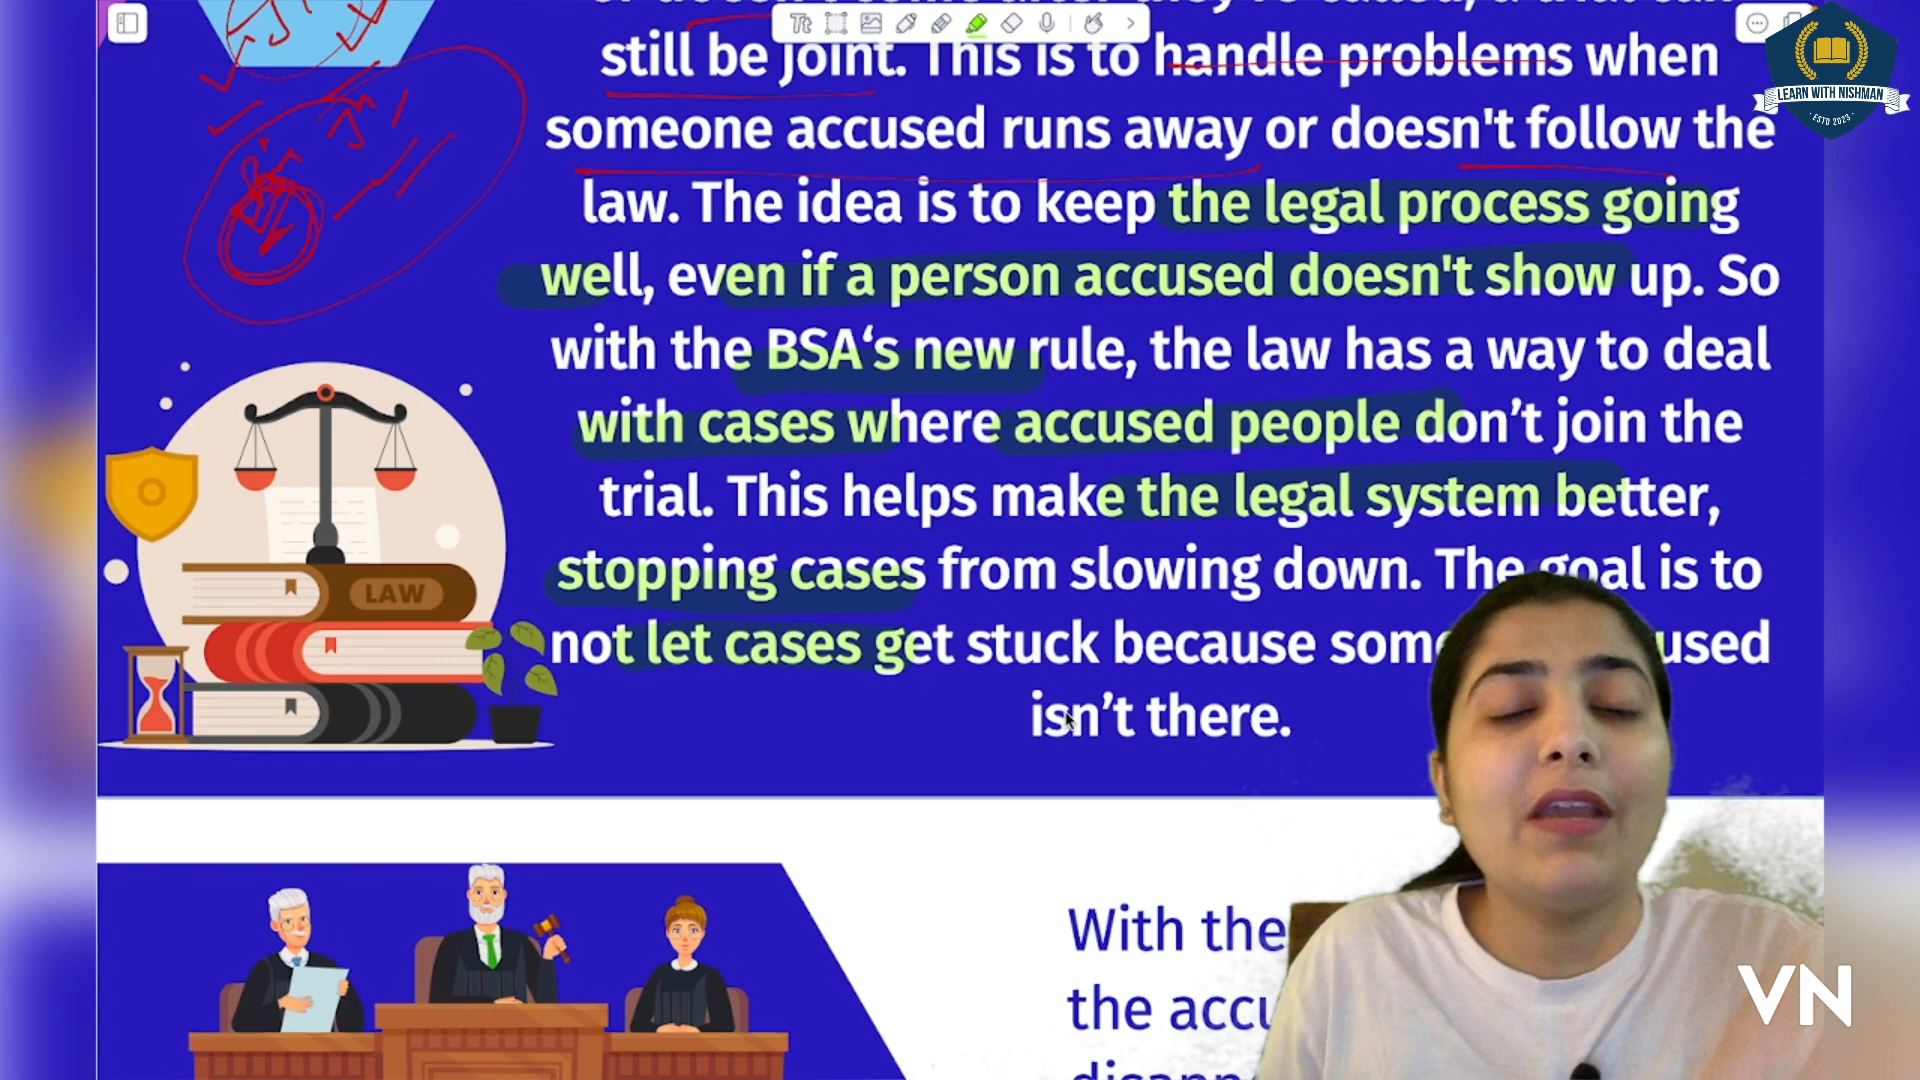 still be joint. This is to handle problems when
someone accused runs away or doesn't follow the
law. The idea is to keep the legal process going
well, even if a person accused doesn't show up. So
with the BSA‘s new rule, the law has a way to deal
with cases where accused people don’t join the
trial. This helps make the legal system better,
stopping cases from slowing down. The goal is to
not let cases get stuck because
isn’t there.
LAW
With the
the
LEARN WITH NISHMAN
ESTD 2023
VN
Tt